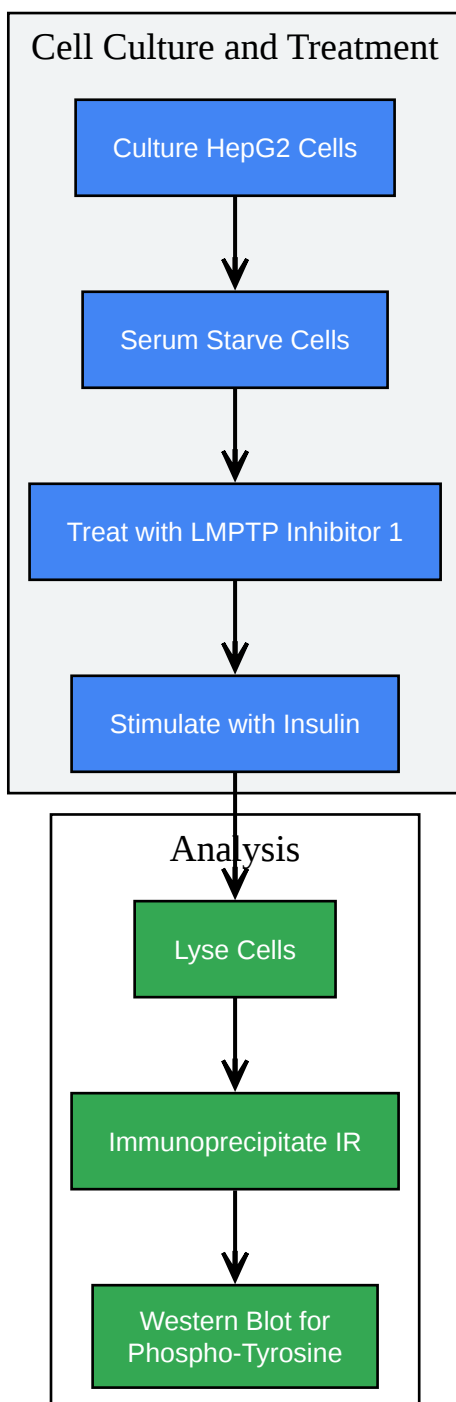 Cell Culture and Treatment
Culture HepG2 Cells
Serum Starve Cells
Treat with LMPTP Inhibitor 1
Stimulate with Insulin
Analysis
Lyse Cells
Immunoprecipitate IR
Western Blot for
Phospho-Tyrosine